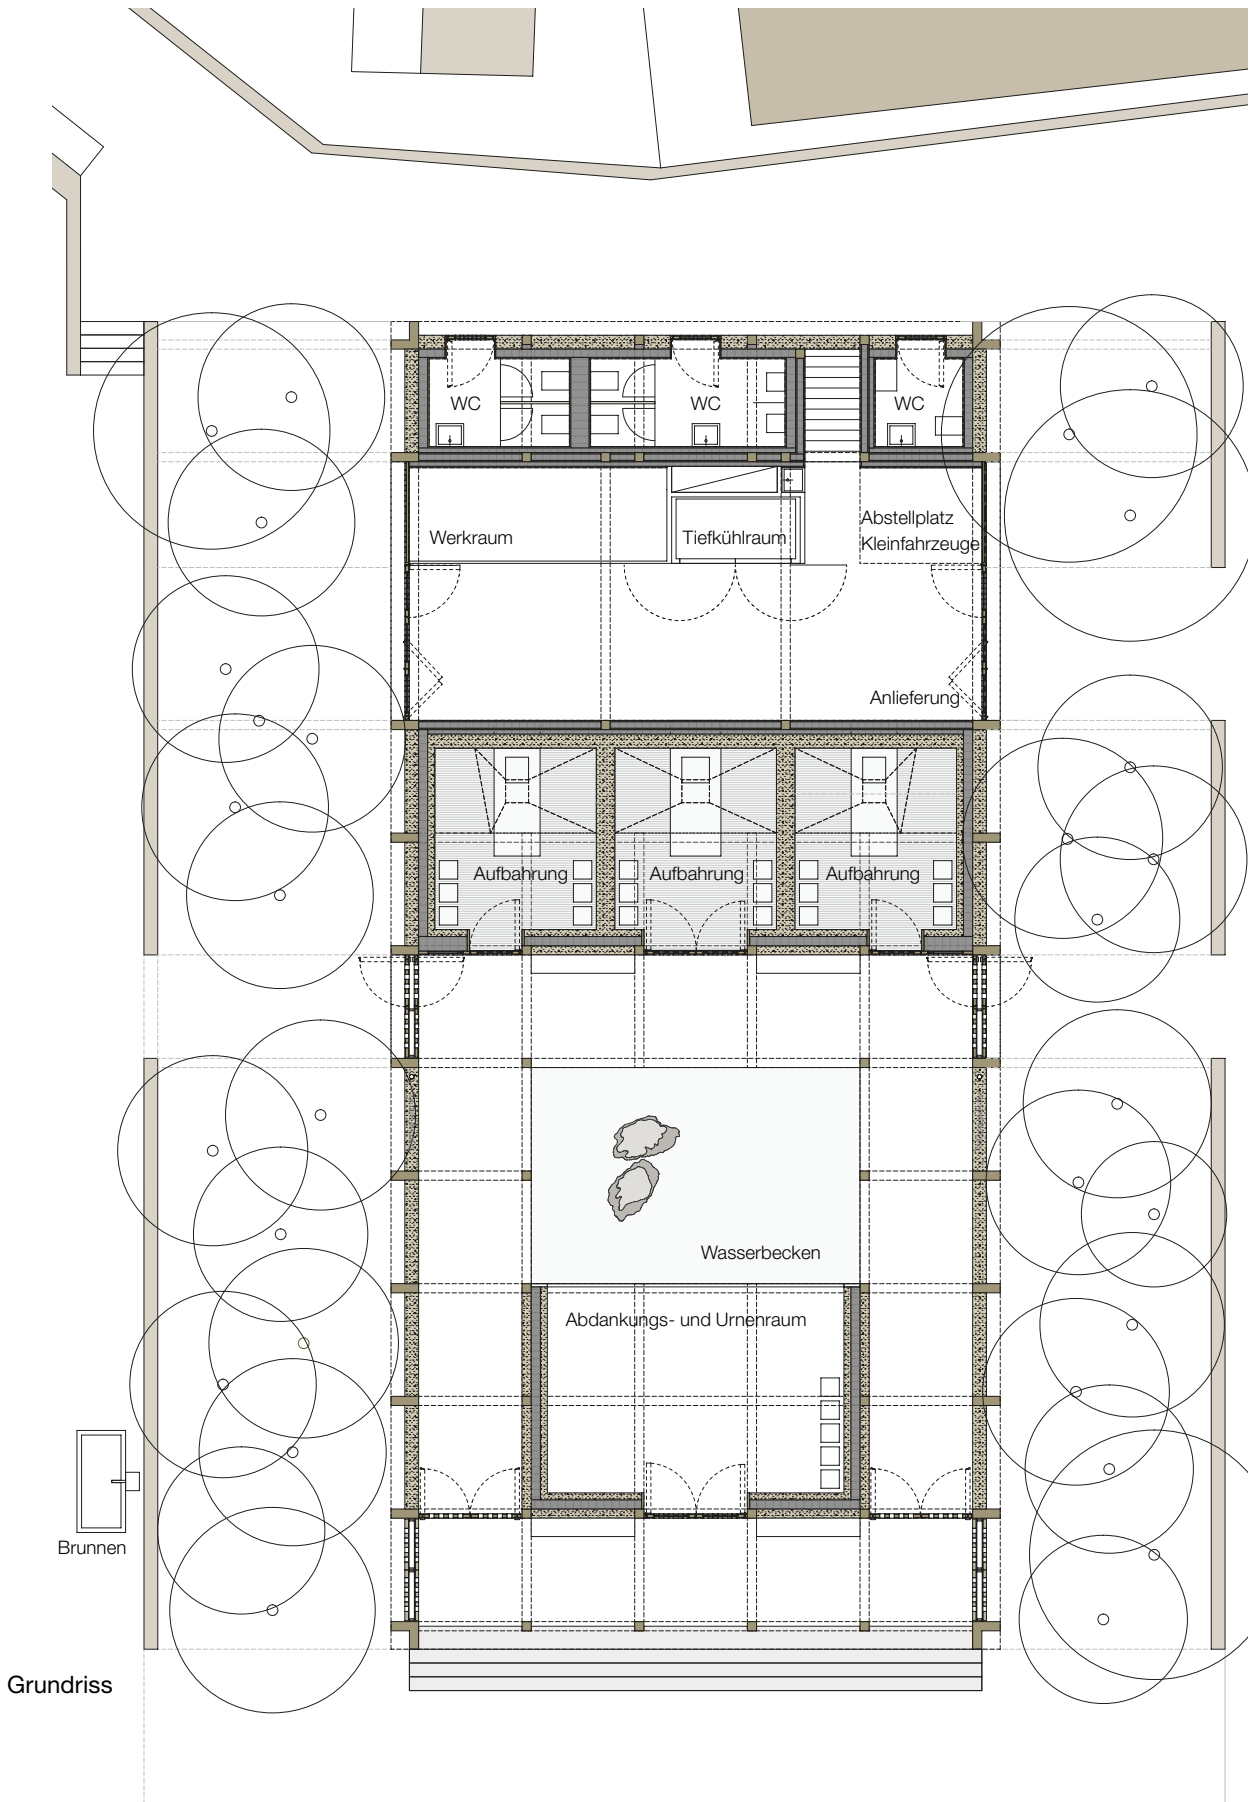 WC
WC
WC
Werkraum
Tiefkühlraum
Abstellplatz
Kleinfahrzeuge
Anlieferung
Aufbahrung
Aufbahrung
Aufbahrung
Wasserbecken
Abdankungs- und Urnenraum
Brunnen
Grundriss